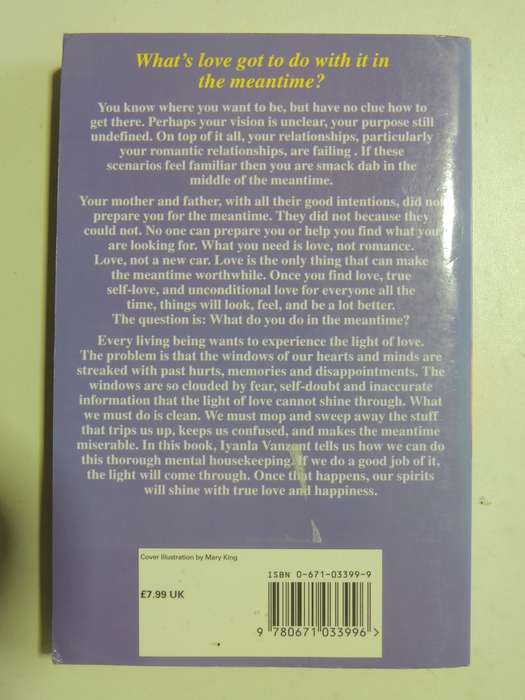 What's love got to do with it in
the meantime?
You know where you want to be, but have no clue how to
get there. Perhaps your vision is unclear, your purpose still
undefined. On top of it all, your relationships, particularly
your romantic relationships, are failing . If these
scenarios feel familiar then you are smack dab in the
middle of the meantime.
Your mother and father, with all their good intentions, did not
prepare you for the meantime. They did not because they
could not. No one can prepare you or help you find what you
are looking for. What you need is love, not romance.
Love, not a new car. Love is the only thing that can make
the meantime worthwhile. Once you find love, true
self-love, and unconditional love for everyone all the
time, things will look, feel, and be a lot better.
The question is: What do you do in the meantime?
Every living being wants to experience the light of love.
The problem is that the windows of our hearts and minds are
streaked with past hurts, memories and disappointments. The
windows are so clouded by fear, self-doubt and inaccurate
information that the light of love cannot shine through. What
we must do is clean. We must mop and sweep away the stuff
that trips us up, keeps us confused, and makes the meantime
miserable. In this book, Iyanla Vanzant tells us how we can do
this thorough mental housekeeping. If we do a good job of it,
the light will come through. Once that happens, our spirits
will shine with true love and happiness.
Cover illustration by Mary King
£7.99 UK
ISBN 0-671-03399-9
9 780671 033996 >